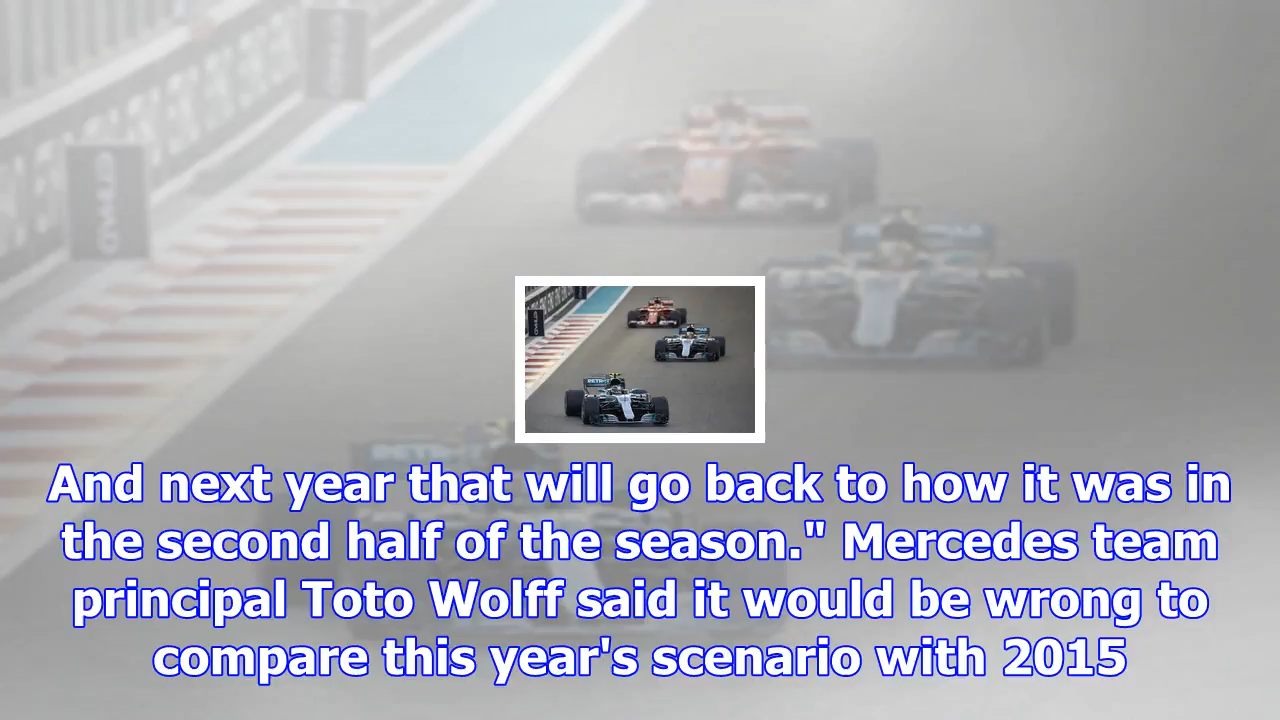 And next year that will go back to how it was in
the second half of the season." Mercedes team
principal Toto Wolff said it would be wrong to
compare this year's scenario with 2015